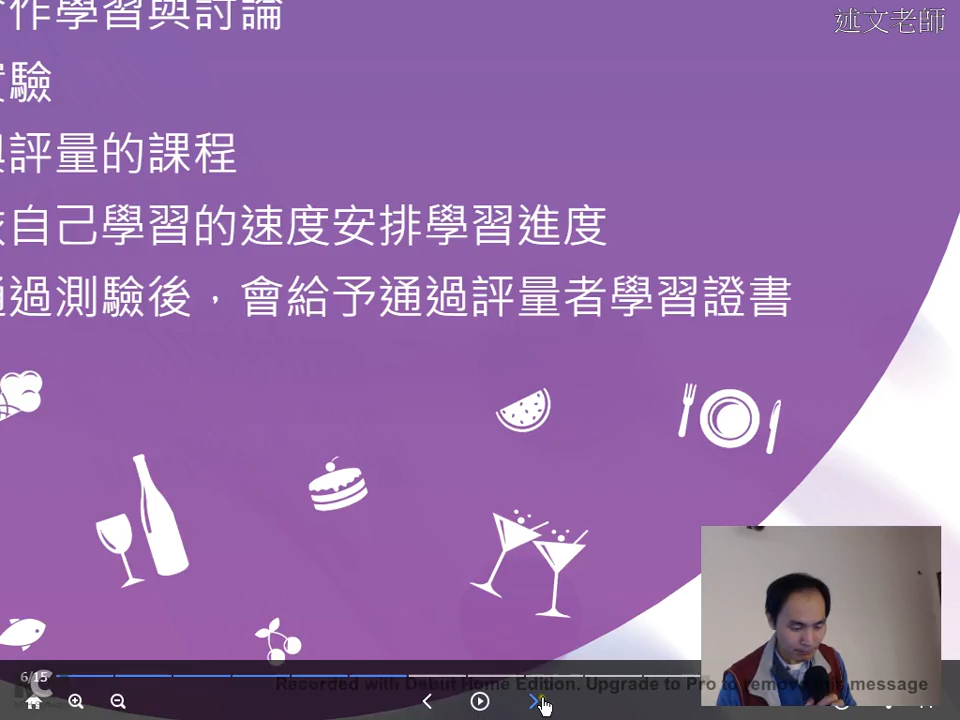 述文老師
作學習與討論
驗
評量的課程
自己學習的速度安排學習進度
過測驗後，會給予通過評量者學習證書
6/15
Recorded with Debut Home Edition. Upgrade to Pro to remove this message